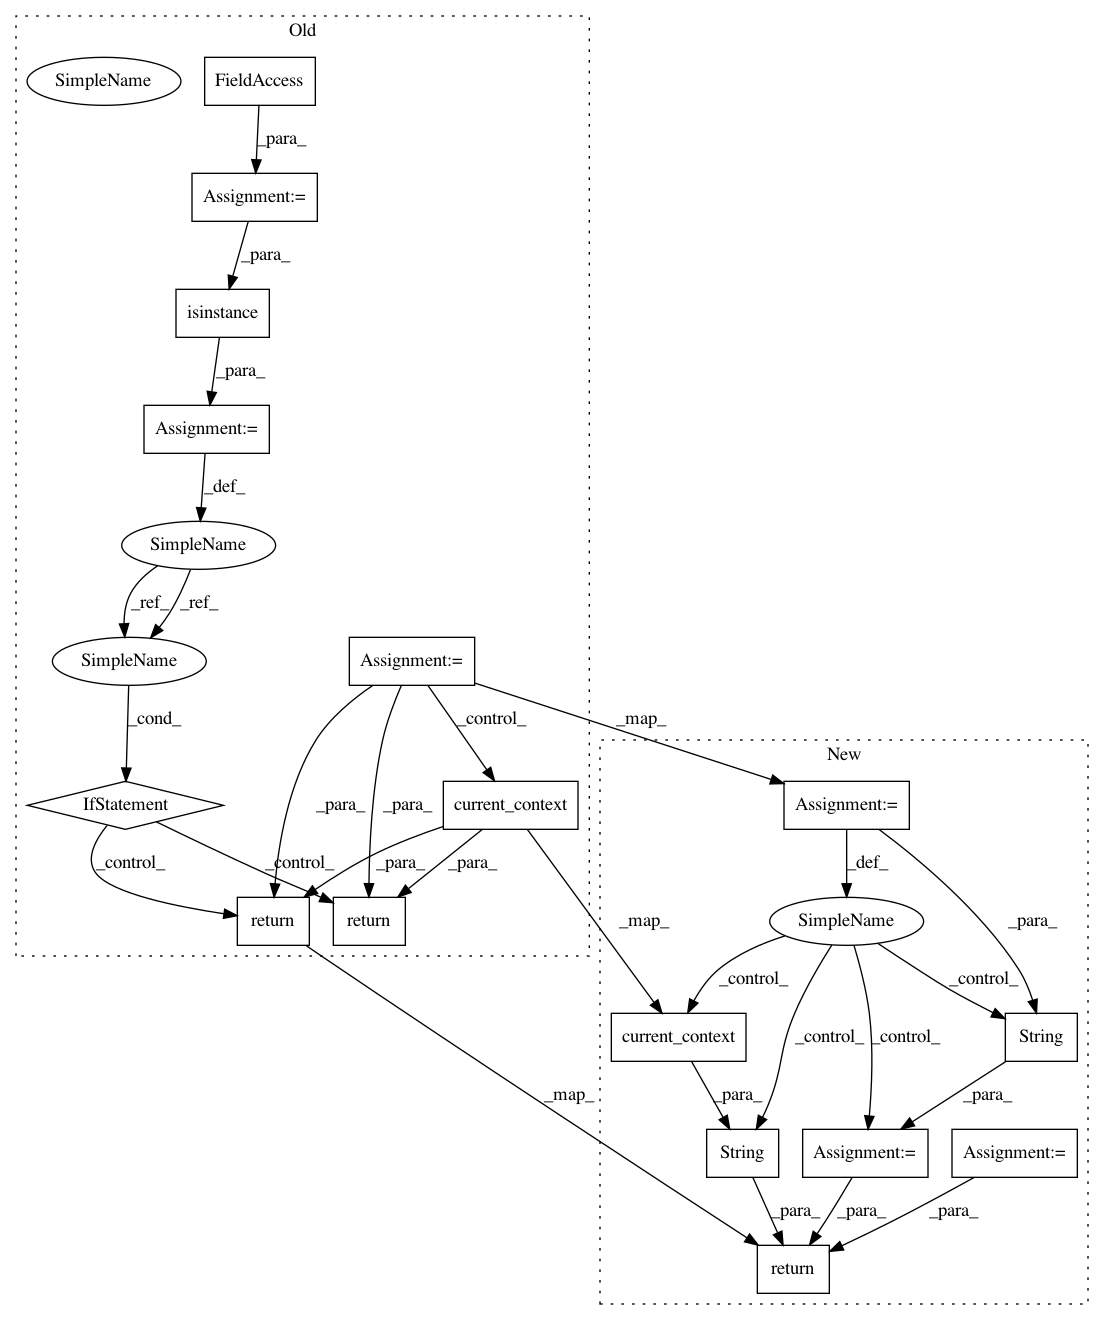 Old
SimpleName
FieldAccess
_para_
Assignment:=
_para_
isinstance
_para_
Assignment:=
_def_
SimpleName
_ref_ _ref_
SimpleName
Assignment:=
_cond_
_control_
_map_
New
IfStatement
current_context
Assignment:=
_para_ _para_
_control_
_control_
_para_ _para_
_def_
return
return
SimpleName
_map_
_para_
_control_
_control_
current_context
_control_ _control_
String
_map_
_para_
_para_
String
Assignment:=
Assignment:=
_para_ _para_
_para_
return